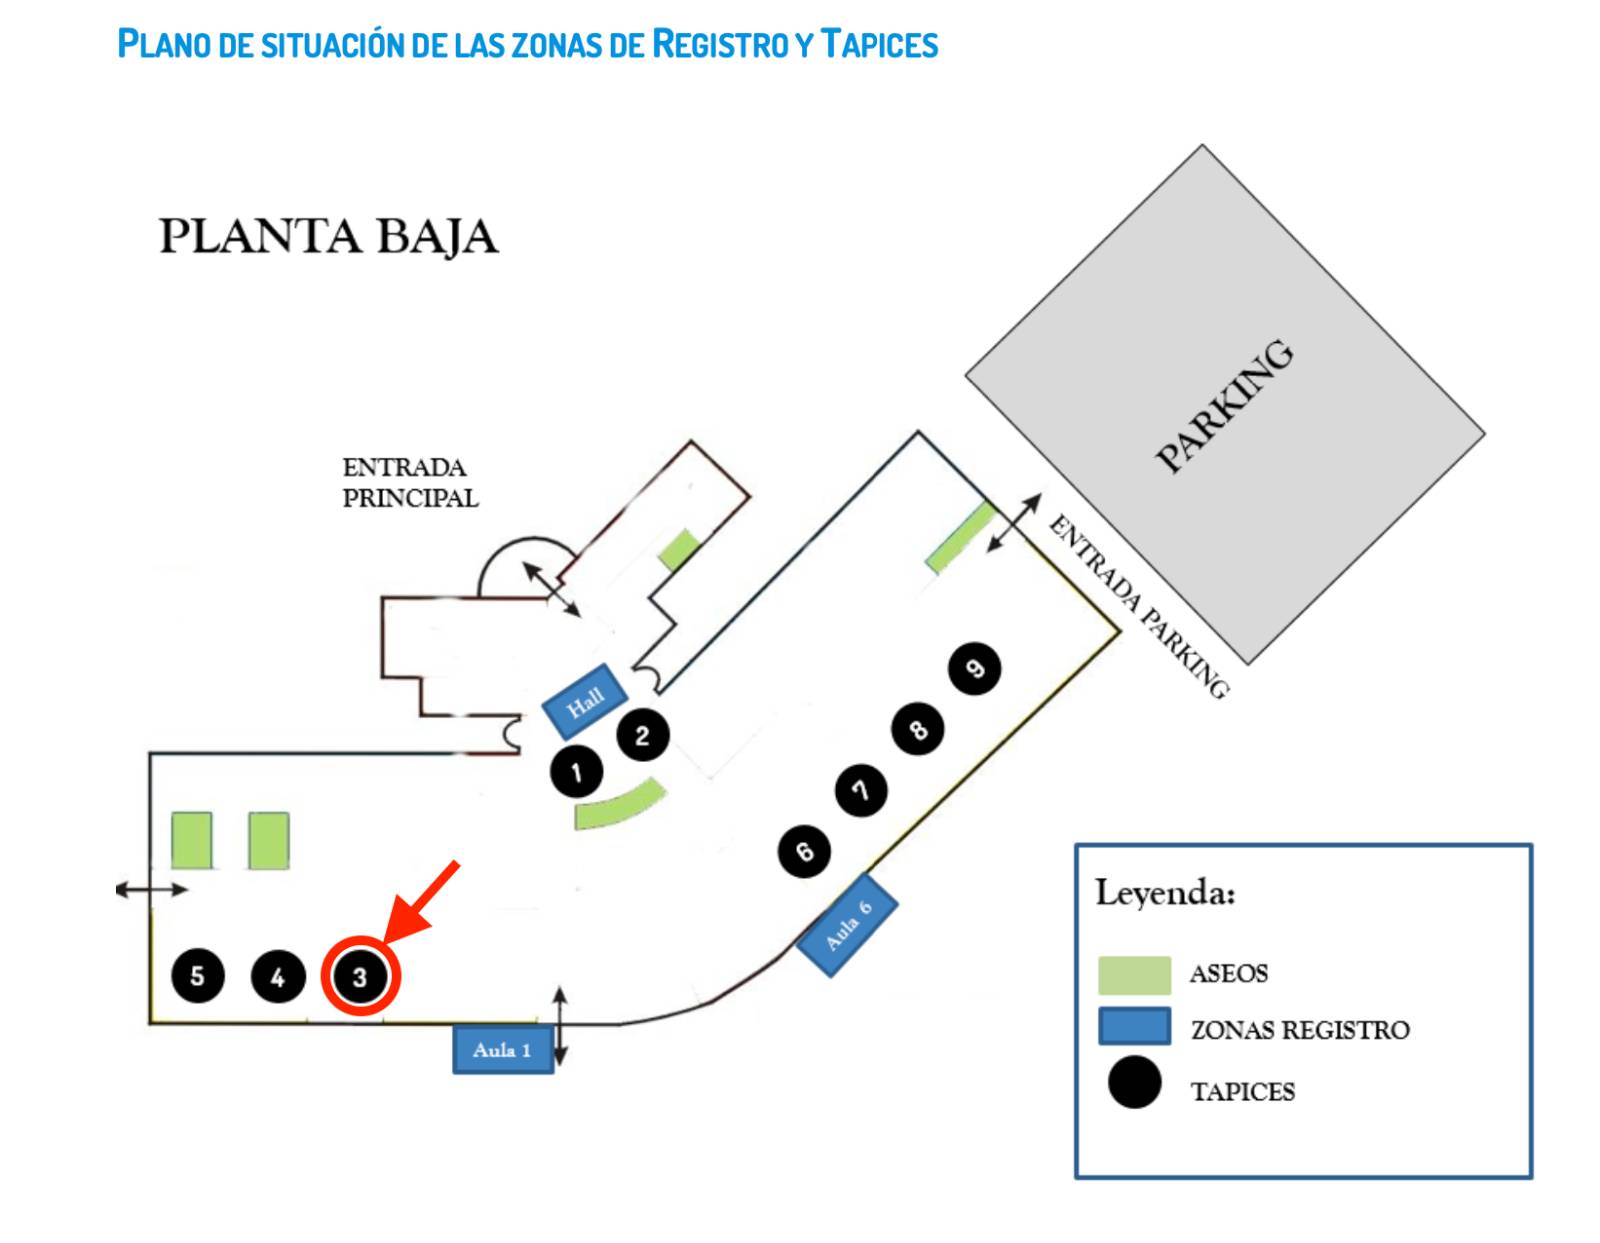 PLANO DE SITUACIÓN DE LAS ZONAS DE REGISTRO Y TAPICES
PLANTA BAJA
PARKING
ENTRADA
PRINCIPAL
ENTRADA PARKING
Hall
1
2
3
4
5
6
7
8
9
Aula 1
Aula 6
Leyenda:
ASEOS
ZONAS REGISTRO
TAPICES